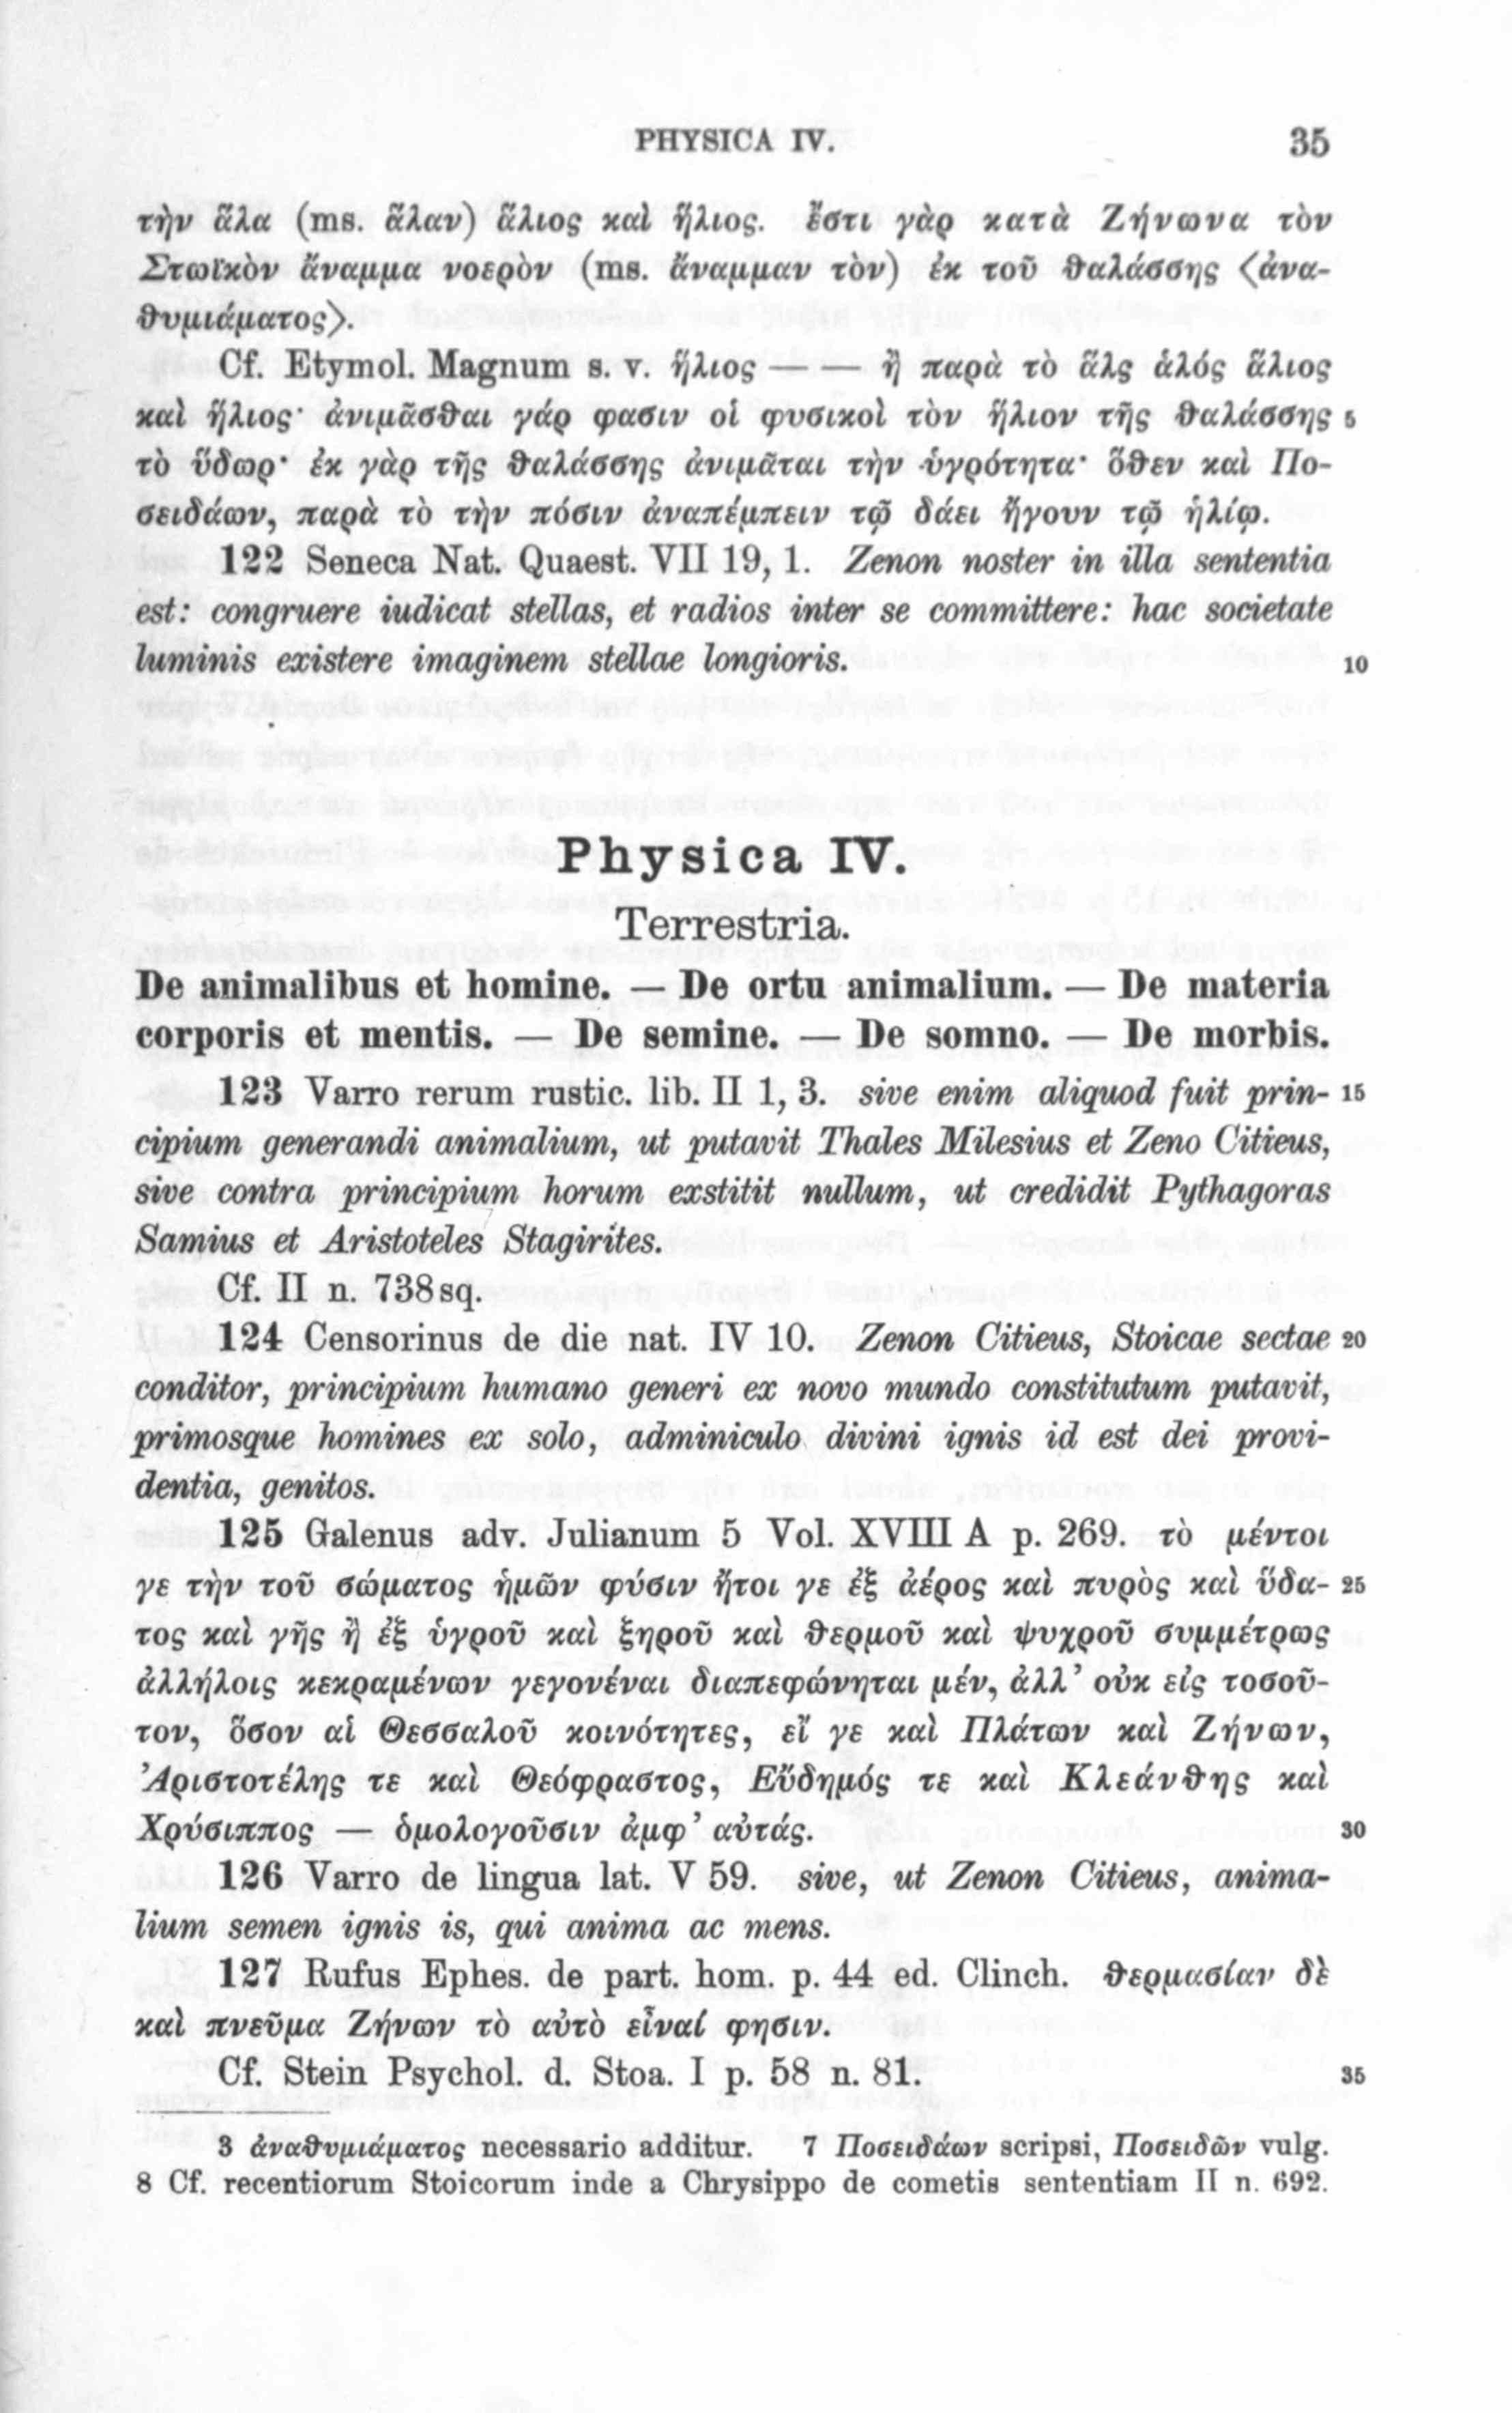 PHYSICA IV. 35
τὴν ἅλα (ms. ἅλαν) ἅλιος καὶ ἥλιος. ἔστι γὰρ κατὰ Ζήνωνα τὸν
Στωϊκὸν ἄναμμα νοερὸν (ms. ἄναμμαν τὸν) ἐκ τοῦ θαλάσσης ⟨ἀνα-
θυμιάματος⟩.
Cf. Etymol. Magnum s. v. ἥλιος — — ἢ παρὰ τὸ ἅλς ἁλός ἅλιος
καὶ ἥλιος· ἀνιμᾶσθαι γάρ φασιν οἱ φυσικοὶ τὸν ἥλιον τῆς θαλάσσης 5
τὸ ὕδωρ· ἐκ γὰρ τῆς θαλάσσης ἀνιμᾶται τὴν ὑγρότητα· ὅθεν καὶ Πο-
σειδάων, παρὰ τὸ τὴν πόσιν ἀναπέμπειν τῷ δάει ἤγουν τῷ ἡλίῳ.
122 Seneca Nat. Quaest. VII 19, 1. Zenon noster in illa sententia
est: congruere iudicat stellas, et radios inter se committere: hac societate
luminis existere imaginem stellae longioris. 10
Physica IV.
Terrestria.
De animalibus et homine. — De ortu animalium. — De materia
corporis et mentis. — De semine. — De somno. — De morbis.
123 Varro rerum rustic. lib. II 1, 3. sive enim aliquod fuit prin- 15
cipium generandi animalium, ut putavit Thales Milesius et Zeno Citieus,
sive contra principium horum exstitit nullum, ut credidit Pythagoras
Samius et Aristoteles Stagirites.
Cf. II n. 738 sq.
124 Censorinus de die nat. IV 10. Zenon Citieus, Stoicae sectae 20
conditor, principium humano generi ex novo mundo constitutum putavit,
primosque homines ex solo, adminiculo divini ignis id est dei provi-
dentia, genitos.
125 Galenus adv. Julianum 5 Vol. XVIII A p. 269. τὸ μέντοι
γε τὴν τοῦ σώματος ἡμῶν φύσιν ἤτοι γε ἐξ ἀέρος καὶ πυρὸς καὶ ὕδα- 25
τος καὶ γῆς ἢ ἐξ ὑγροῦ καὶ ξηροῦ καὶ θερμοῦ καὶ ψυχροῦ συμμέτρως
ἀλλήλοις κεκραμένων γεγονέναι διαπεφώνηται μέν, ἀλλ’ οὐκ εἰς τοσοῦ-
τον, ὅσον αἱ Θεσσαλοῦ κοινότητες, εἴ γε καὶ Πλάτων καὶ Ζήνων,
Ἀριστοτέλης τε καὶ Θεόφραστος, Εὔδημός τε καὶ Κλεάνθης καὶ
Χρύσιππος — ὁμολογοῦσιν ἀμφ’ αὐτάς. 30
126 Varro de lingua lat. V 59. sive, ut Zenon Citieus, anima-
lium semen ignis is, qui anima ac mens.
127 Rufus Ephes. de part. hom. p. 44 ed. Clinch. θερμασίαν δὲ
καὶ πνεῦμα Ζήνων τὸ αὐτὸ εἶναί φησιν.
Cf. Stein Psychol. d. Stoa. I p. 58 n. 81. 35
3 ἀναθυμιάματος necessario additur. 7 Ποσειδάων scripsi, Ποσειδῶν vulg.
8 Cf. recentiorum Stoicorum inde a Chrysippo de cometis sententiam II n. 692.